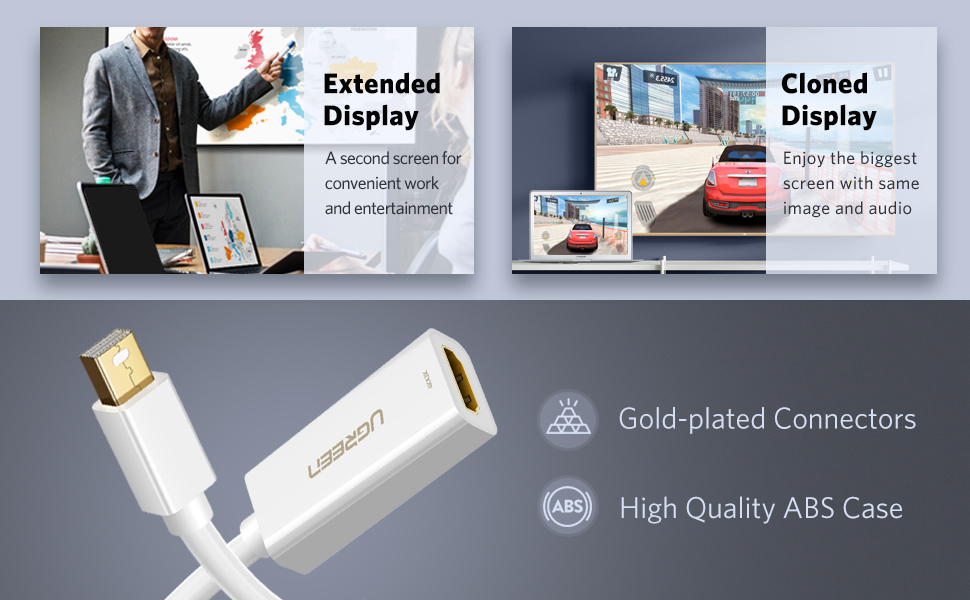 Extended
Display
A second screen for
convenient work
and entertainment
Cloned
Display
Enjoy the biggest
screen with same
image and audio
UGREEN
Gold-plated Connectors
ABS
High Quality ABS Case